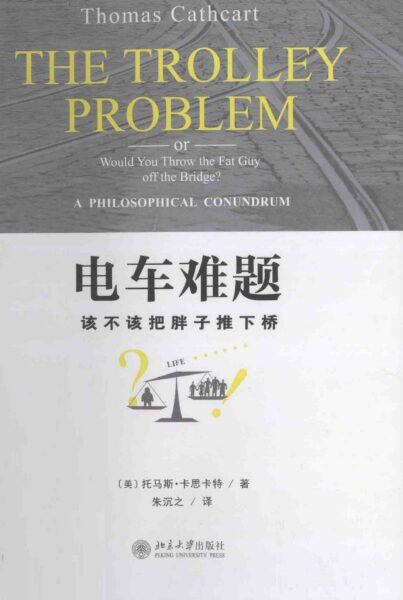 Thomas Cathcart
THE TROLLEY
PROBLEM
or
Would You Throw the Fat Guy
off the Bridge?
A PHILOSOPHICAL CONUNDRUM
电车难题
该不该把胖子推下桥
? LIFE ...... !
〔美〕托马斯·卡思卡特 / 著
朱沉之 / 译
北京大学出版社
PEKING UNIVERSITY PRESS